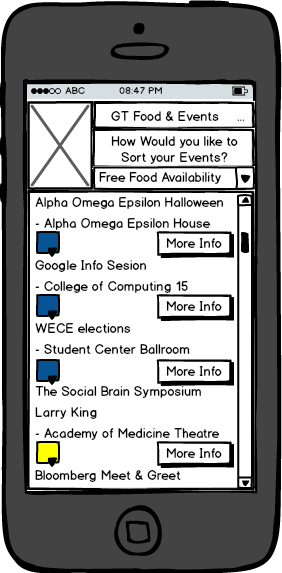 ABC 08:47 PM
GT Food & Events ...
How Would you like to
Sort your Events?
Free Food Availability
Alpha Omega Epsilon Halloween
- Alpha Omega Epsilon House
More Info
Google Info Sesion
- College of Computing 15
More Info
WECE elections
- Student Center Ballroom
More Info
The Social Brain Symposium
Larry King
- Academy of Medicine Theatre
More Info
Bloomberg Meet & Greet